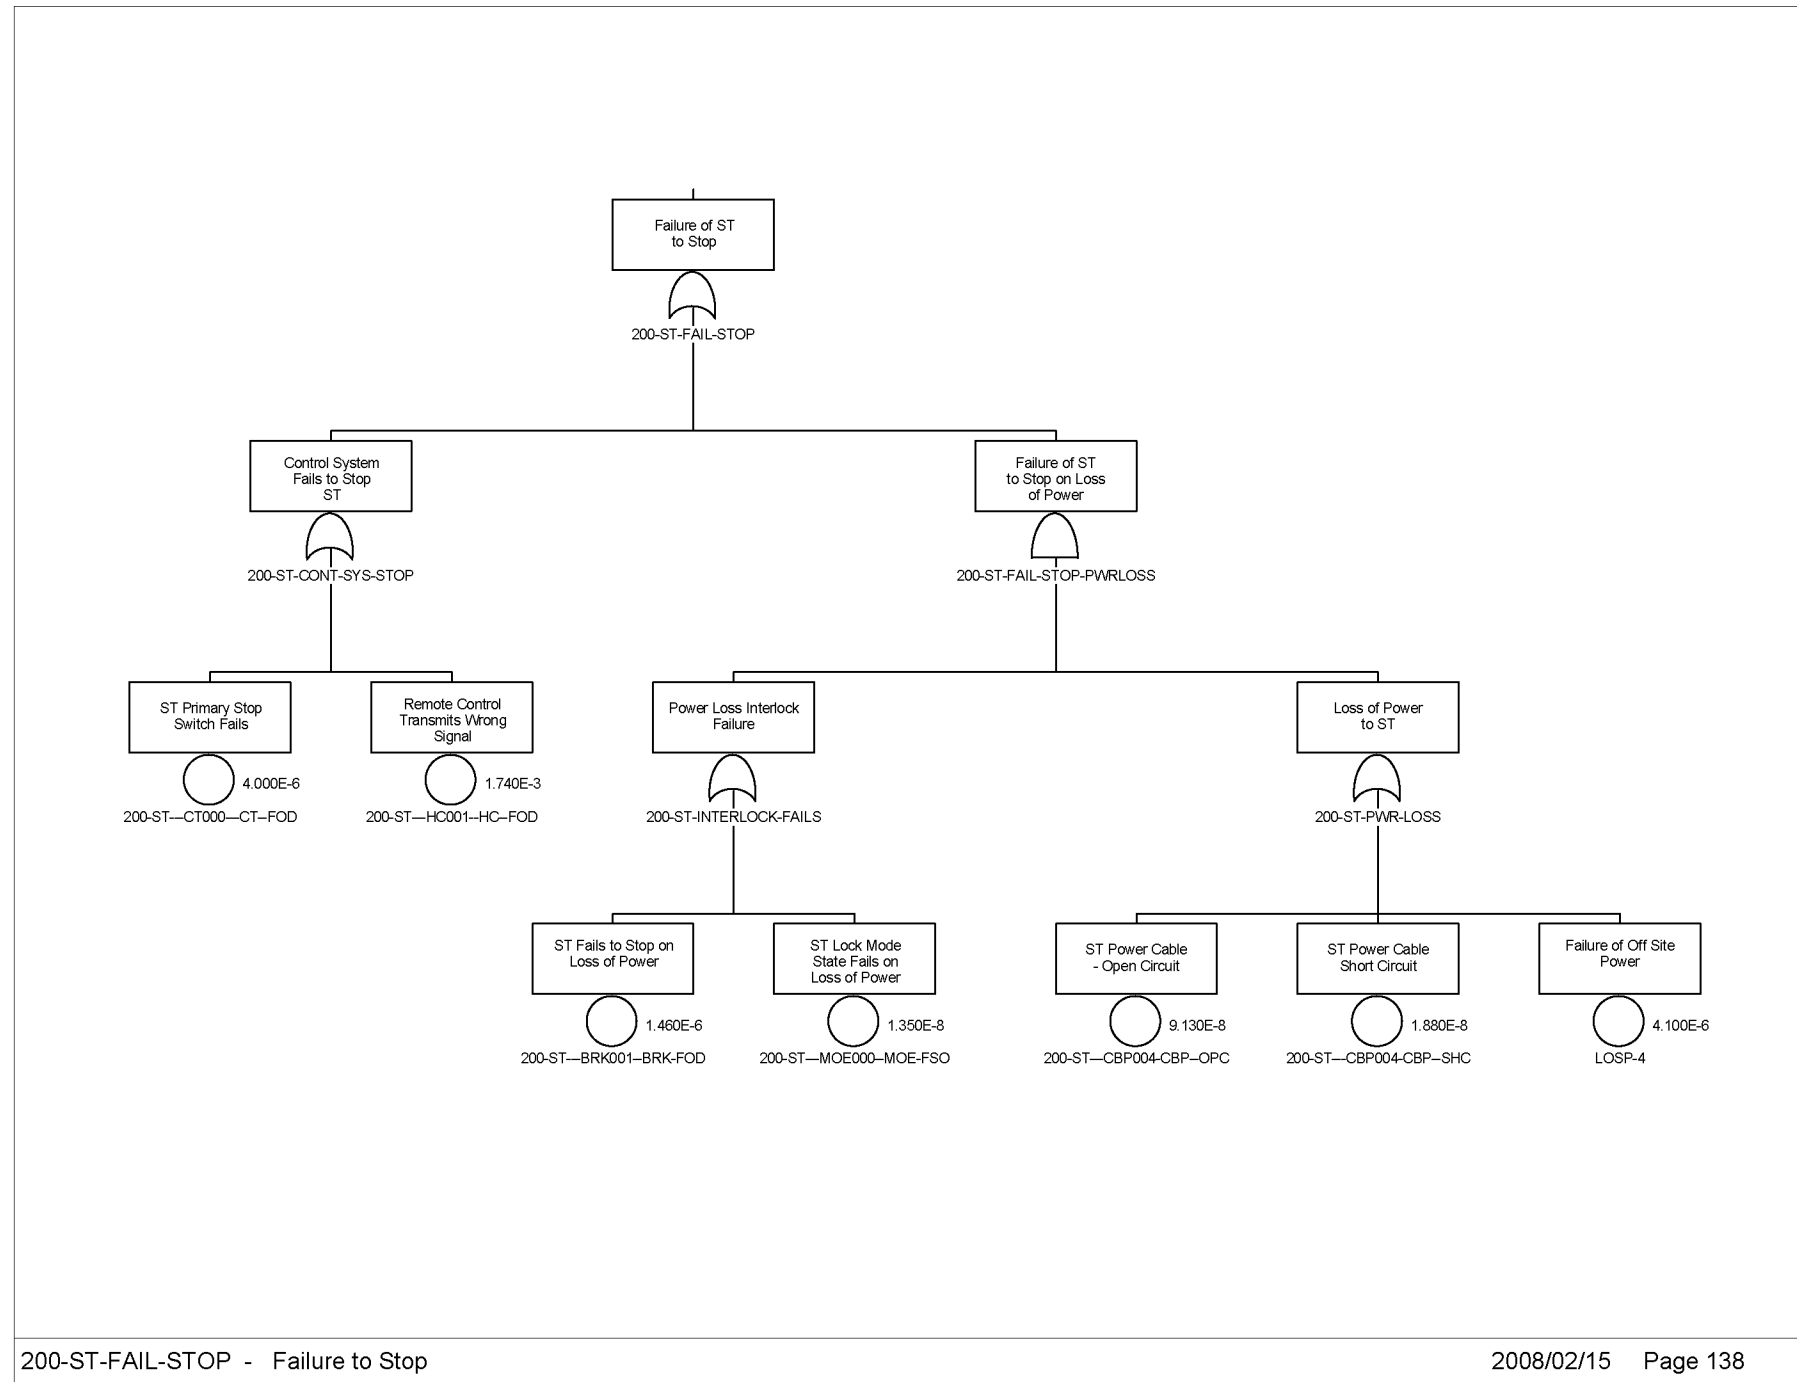 Failure of ST
to Stop
200-ST-FAIL-STOP
Control System
Fails to Stop
ST
200-ST-CONT-SYS-STOP
Failure of ST
to Stop on Loss
of Power
200-ST-FAIL-STOP-PWRLOSS
ST Primary Stop
Switch Fails
4.000E-6
200-ST---CT000---CT--FOD
Remote Control
Transmits Wrong
Signal
1.740E-3
200-ST---HC001--HC--FOD
Power Loss Interlock
Failure
200-ST-INTERLOCK-FAILS
Loss of Power
to ST
200-ST-PWR-LOSS
ST Fails to Stop on
Loss of Power
1.460E-6
200-ST---BRK001--BRK-FOD
ST Lock Mode
State Fails on
Loss of Power
1.350E-8
200-ST---MOE000--MOE-FSO
ST Power Cable
- Open Circuit
9.130E-8
200-ST---CBP004-CBP--OPC
ST Power Cable
Short Circuit
1.880E-8
200-ST---CBP004-CBP--SHC
Failure of Off Site
Power
4.100E-6
LOSP-4
200-ST-FAIL-STOP - Failure to Stop
2008/02/15 Page 138